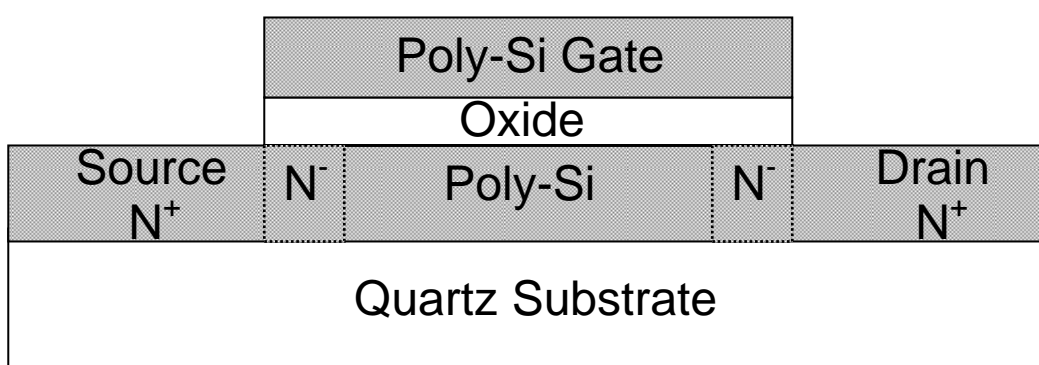 Poly-Si Gate
Oxide
Source
N⁺
N⁻
Poly-Si
N⁻
Drain
N⁺
Quartz Substrate